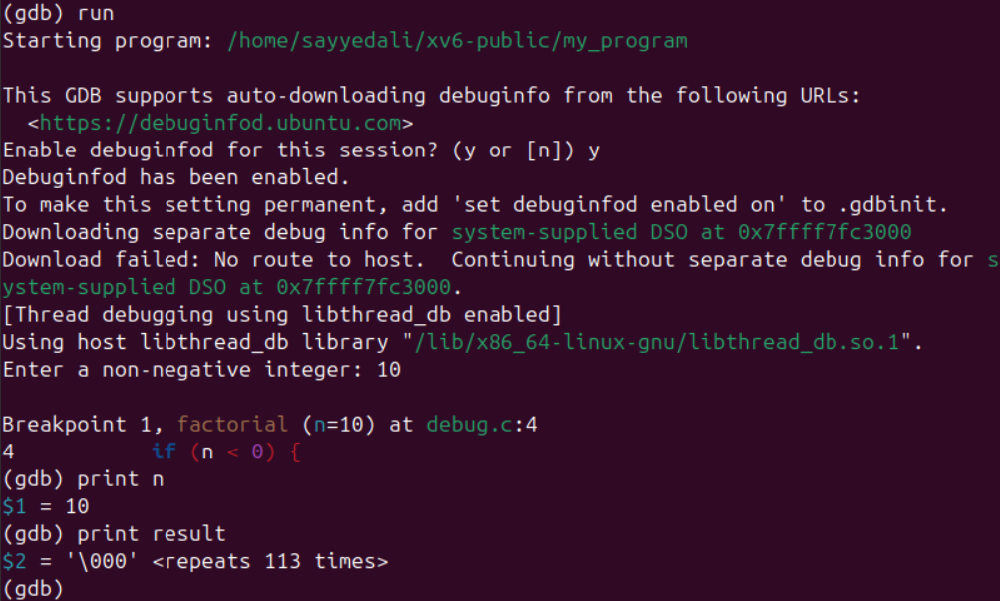 (gdb) run
Starting program: /home/sayyedali/xv6-public/my_program
This GDB supports auto-downloading debuginfo from the following URLs:
<https://debuginfod.ubuntu.com>
Enable debuginfod for this session? (y or [n]) y
Debuginfod has been enabled.
To make this setting permanent, add 'set debuginfod enabled on' to .gdbinit.
Downloading separate debug info for system-supplied DSO at 0x7ffff7fc3000
Download failed: No route to host.  Continuing without separate debug info for s
ystem-supplied DSO at 0x7ffff7fc3000.
[Thread debugging using libthread_db enabled]
Using host libthread_db library "/lib/x86_64-linux-gnu/libthread_db.so.1".
Enter a non-negative integer: 10
Breakpoint 1, factorial (n=10) at debug.c:4
4           if (n < 0) {
(gdb) print n
$1 = 10
(gdb) print result
$2 = '\000' <repeats 113 times>
(gdb)